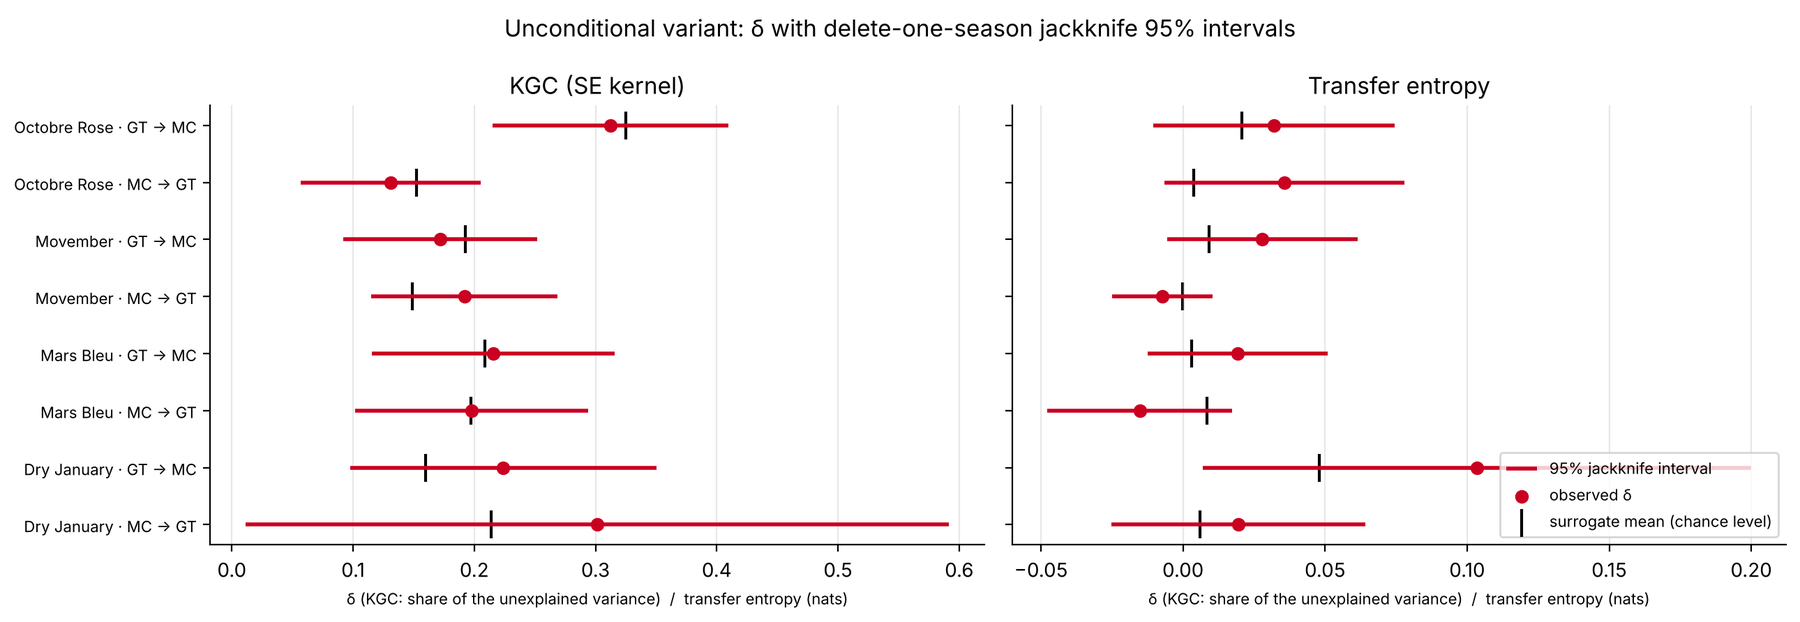 Unconditional variant: δ with delete-one-season jackknife 95% intervals
KGC (SE kernel)
Octobre Rose · GT → MC
Octobre Rose · MC → GT
Movember · GT → MC
Movember · MC → GT
Mars Bleu · GT → MC
Mars Bleu · MC → GT
Dry January · GT → MC
Dry January · MC → GT
0.0 0.1 0.2 0.3 0.4 0.5 0.6
δ (KGC: share of the unexplained variance) / transfer entropy (nats)
Transfer entropy
95% jackknife interval
observed δ
surrogate mean (chance level)
−0.05 0.00 0.05 0.10 0.15 0.20
δ (KGC: share of the unexplained variance) / transfer entropy (nats)